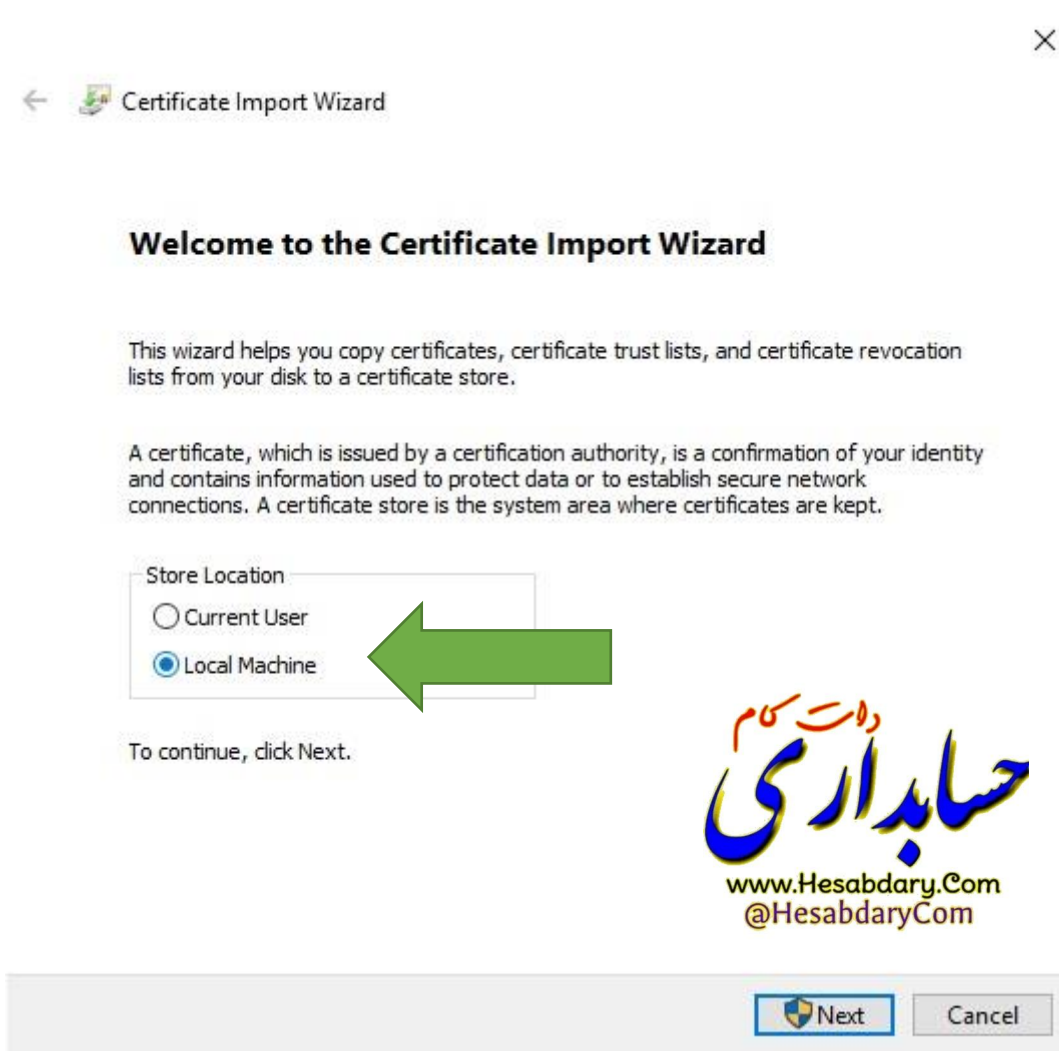 Certificate Import Wizard
Welcome to the Certificate Import Wizard
This wizard helps you copy certificates, certificate trust lists, and certificate revocation
lists from your disk to a certificate store.
A certificate, which is issued by a certification authority, is a confirmation of your identity
and contains information used to protect data or to establish secure network
connections. A certificate store is the system area where certificates are kept.
Store Location
Current User
Local Machine
To continue, click Next.
دات کام
حسابداری
www.Hesabdary.Com
@HesabdaryCom
Next
Cancel